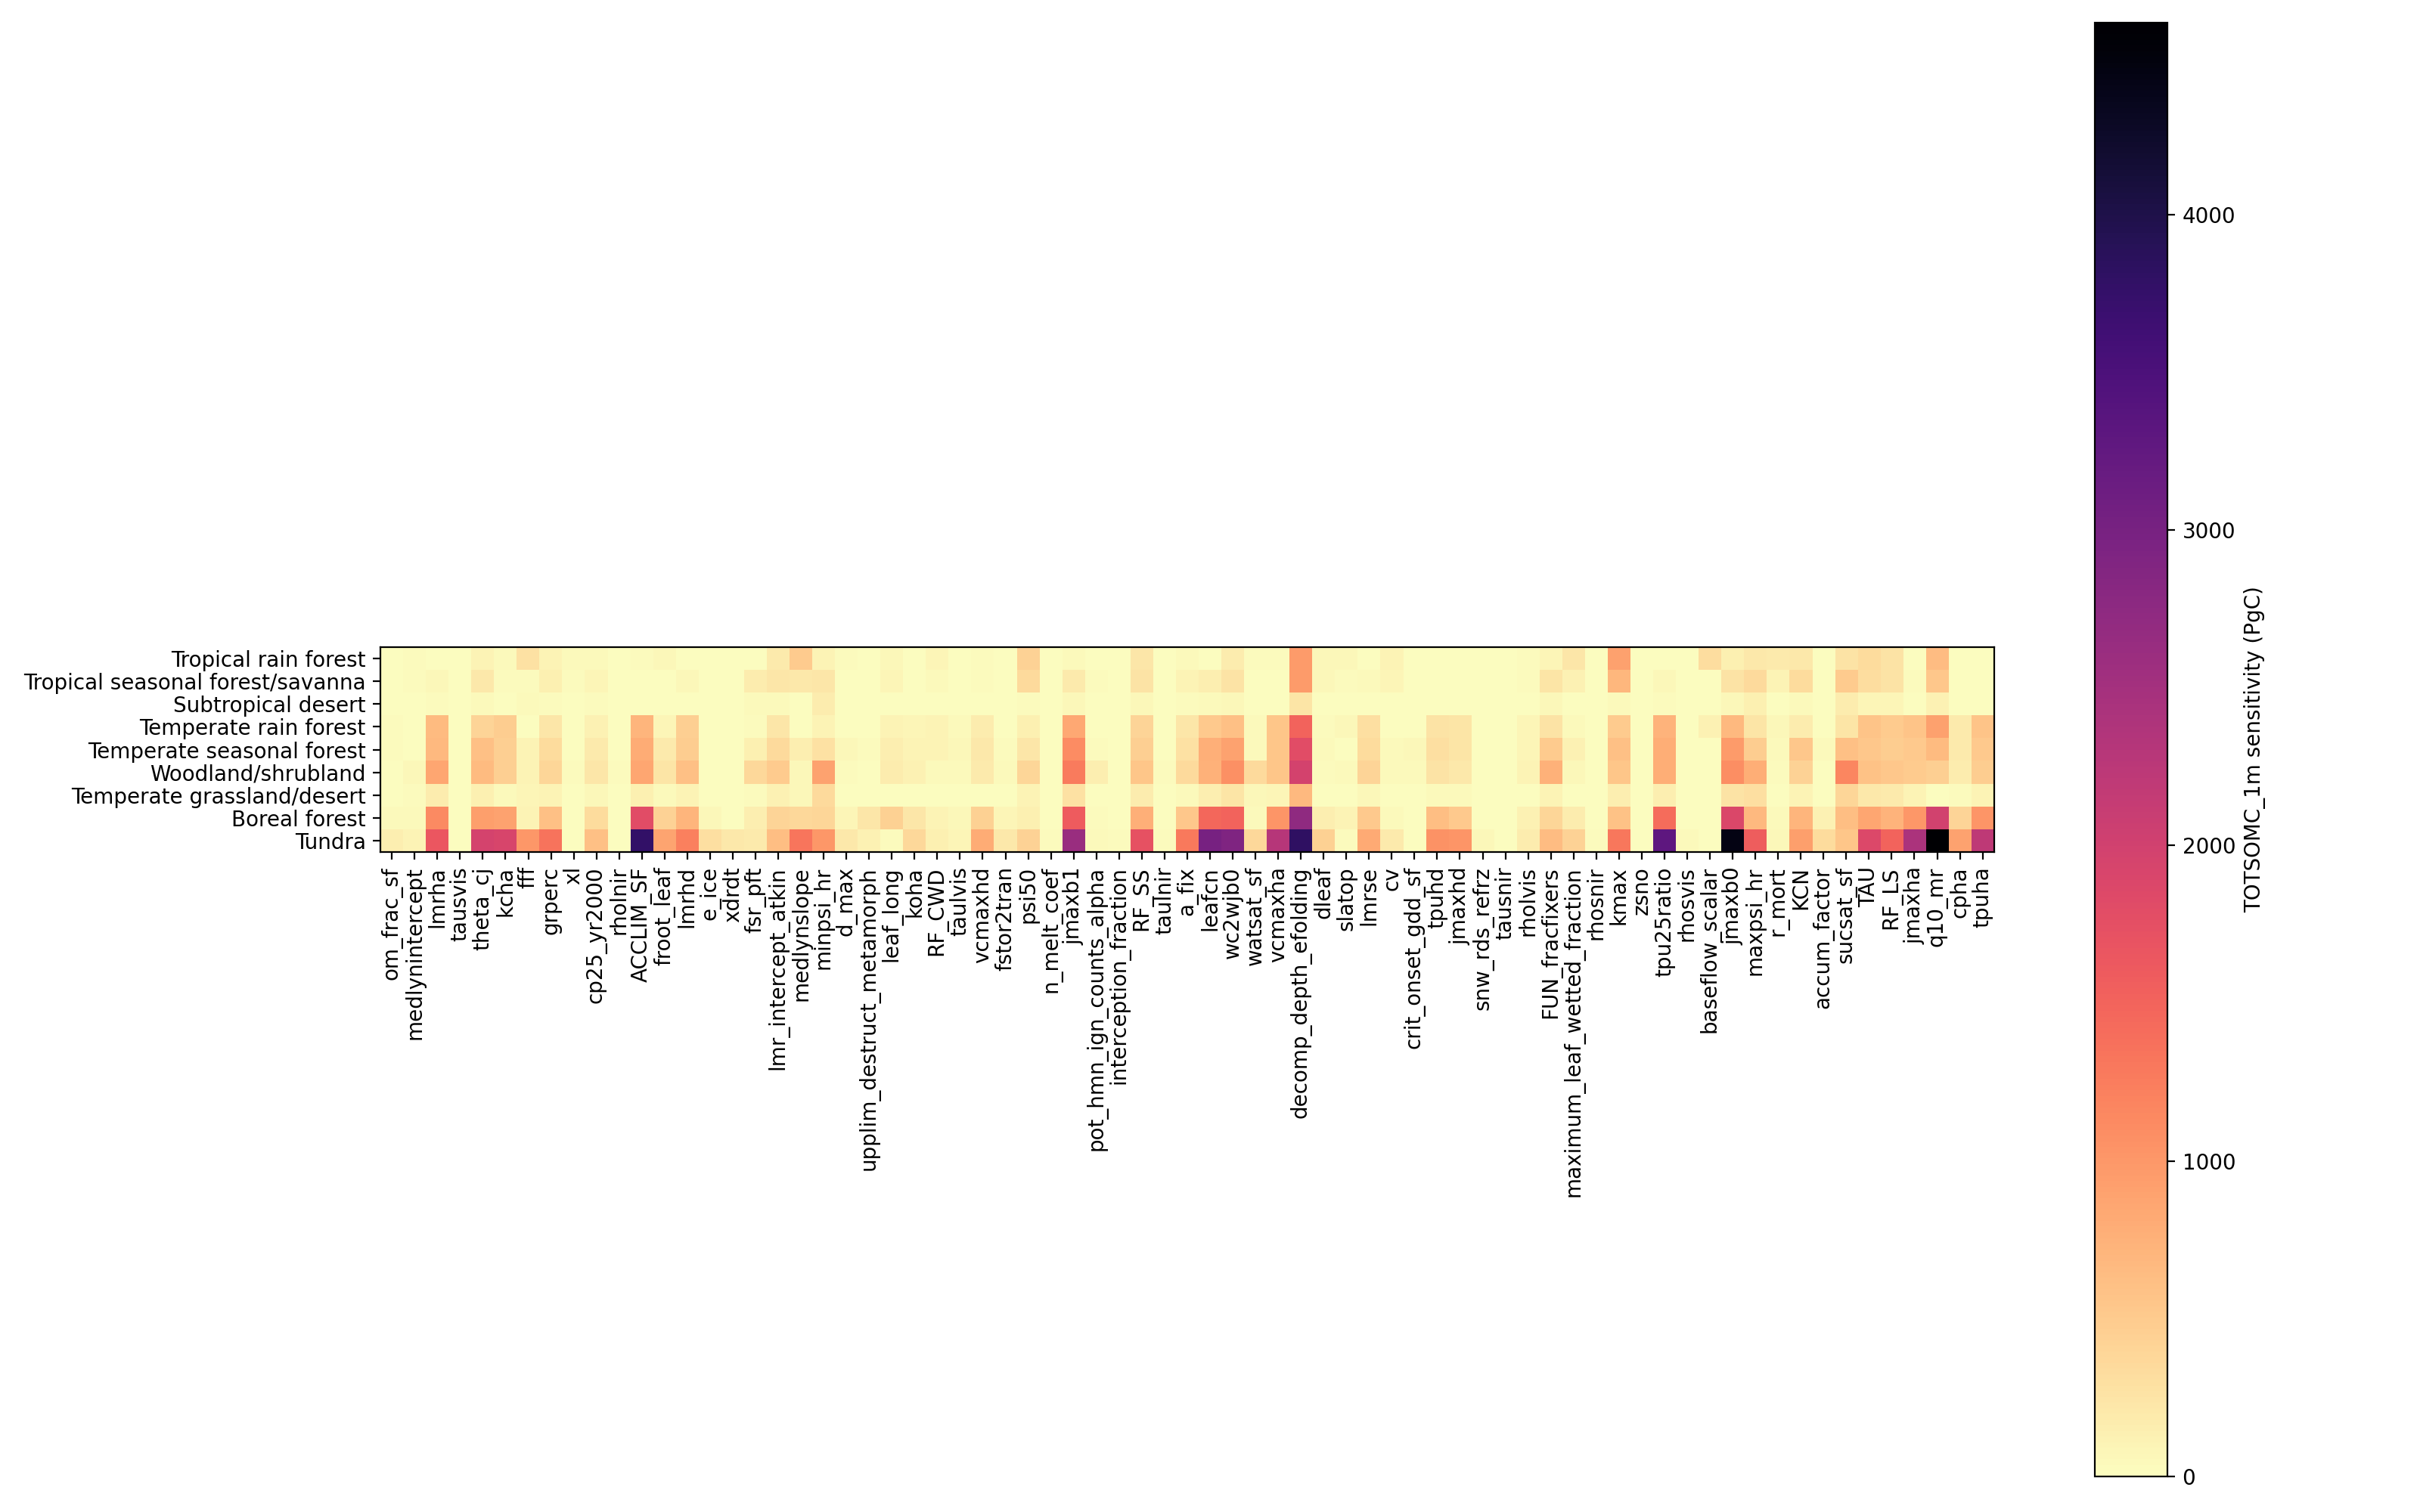 Tropical rain forest
Tropical seasonal forest/savanna
Subtropical desert
Temperate rain forest
Temperate seasonal forest
Woodland/shrubland
Temperate grassland/desert
Boreal forest
Tundra
om_frac_sf
medlynintercept
lmrha
tausvis
theta_cj
kcha
fff
grperc
xl
cp25_yr2000
rholnir
ACCLIM_SF
froot_leaf
lmrhd
e_ice
xdrdt
fsr_pft
lmr_intercept_atkin
medlynslope
minpsi_hr
d_max
upplim_destruct_metamorph
leaf_long
koha
RF_CWD
taulvis
vcmaxhd
fstor2tran
psi50
n_melt_coef
jmaxb1
pot_hmn_ign_counts_alpha
interception_fraction
RF_SS
taulnir
a_fix
leafcn
wc2wjb0
watsat_sf
vcmaxha
decomp_depth_efolding
dleaf
slatop
lmrse
cv
crit_onset_gdd_sf
tpuhd
jmaxhd
snw_rds_refrz
tausnir
rholvis
FUN_fracfixers
maximum_leaf_wetted_fraction
rhosnir
kmax
zsno
tpu25ratio
rhosvis
baseflow_scalar
jmaxb0
maxpsi_hr
r_mort
KCN
accum_factor
sucsat_sf
TAU
RF_LS
jmaxha
q10_mr
cpha
tpuha
4000
3000
2000
1000
0
TOTSOMC_1m sensitivity (PgC)